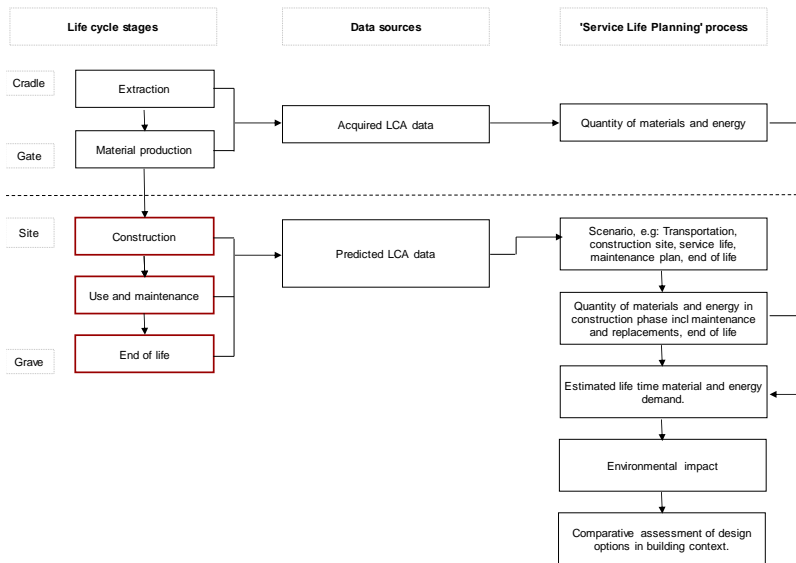 Life cycle stages
Data sources
'Service Life Planning' process
Cradle
Extraction
Acquired LCA data
Quantity of materials and energy
Material production
Gate
Site
Construction
Predicted LCA data
Scenario, e.g: Transportation,
construction site, service life,
maintenance plan, end of life
Use and maintenance
Quantity of materials and energy in
construction phase incl maintenance
and replacements, end of life
End of life
Grave
Estimated life time material and energy
demand.
Environmental impact
Comparative assessment of design
options in building context.